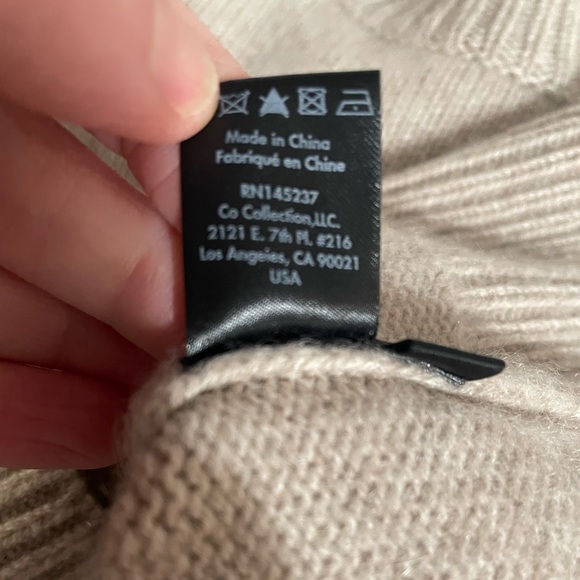 Made in China
Fabriqué en Chine
RN145237
Co Collection,LLC.
2121 E. 7th Pl. #216
Los Angeles, CA 90021
USA